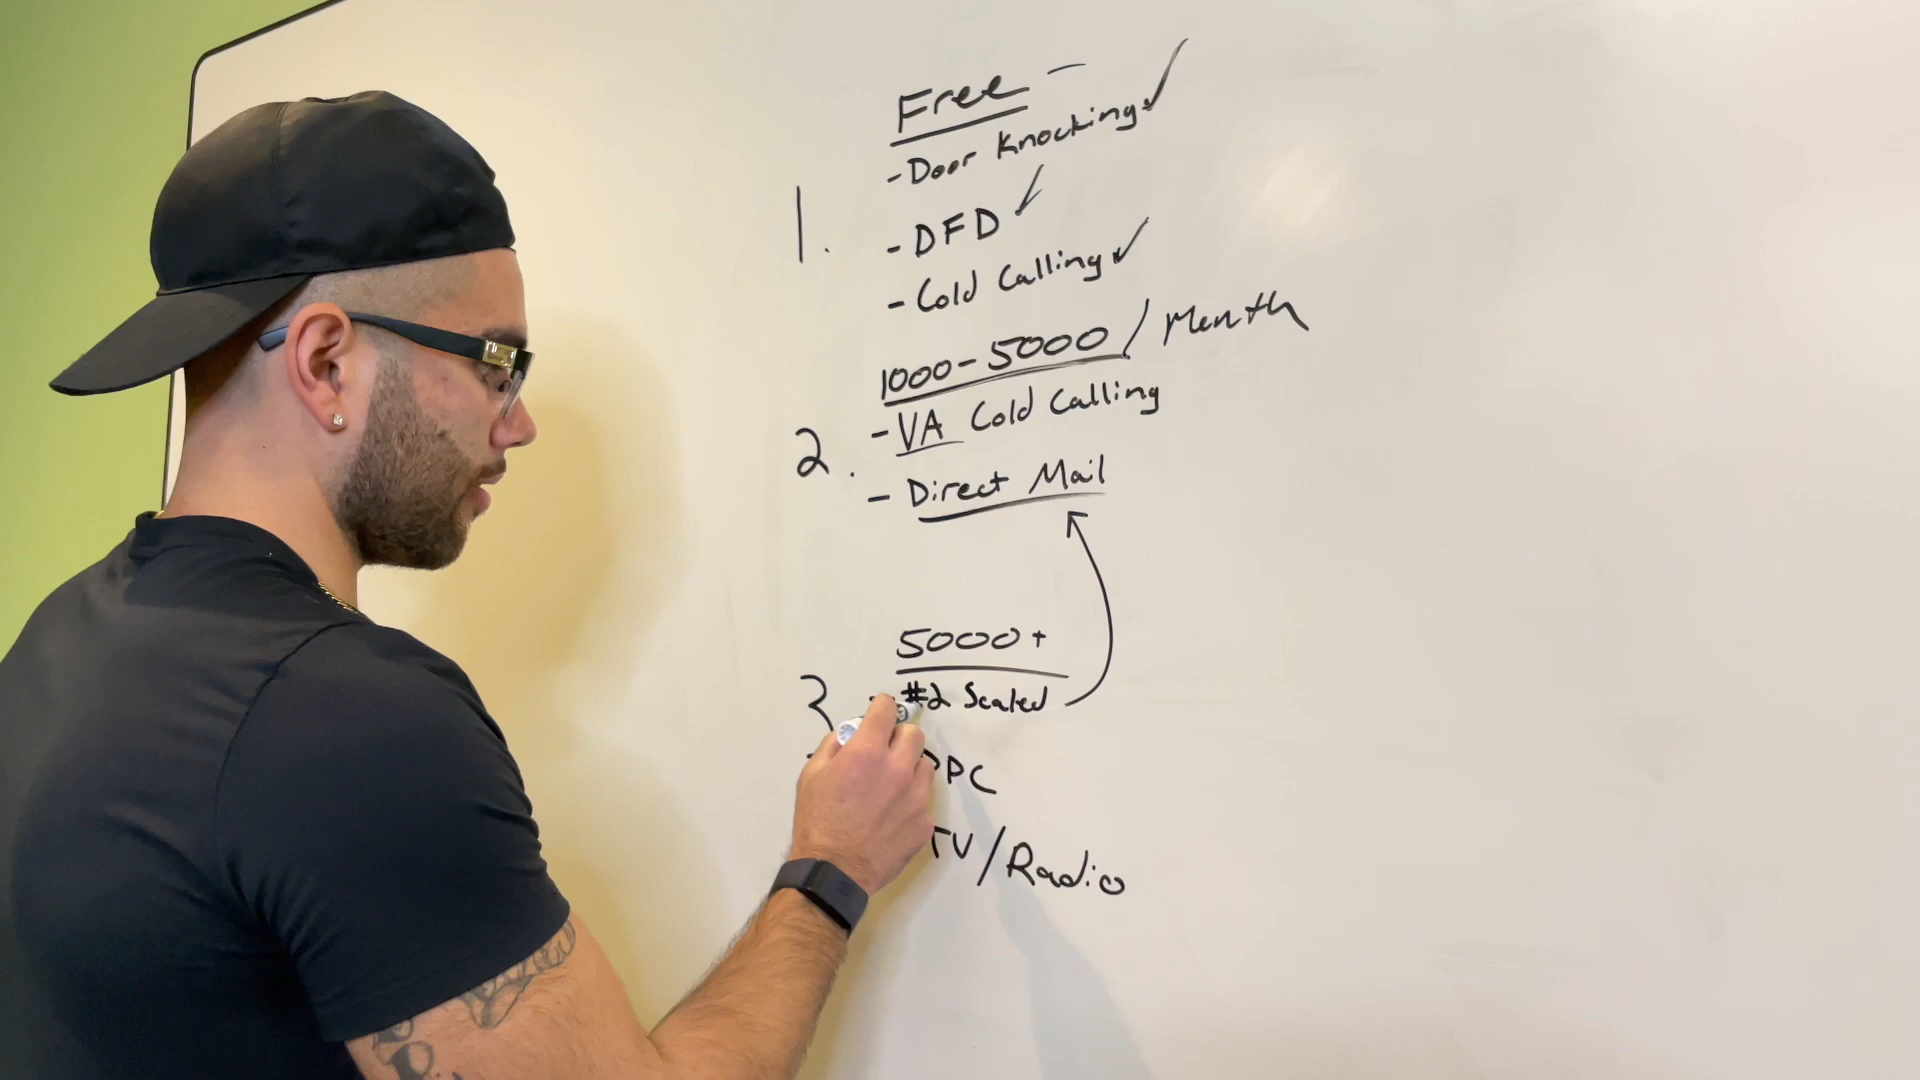 Free -
- Door Knocking ✓
1. - DFD ✓
- Cold Calling ✓
1000-5000/Month
2. - VA Cold Calling
- Direct Mail
5000+
3 - #2 Scaled
PPC
TV/Radio